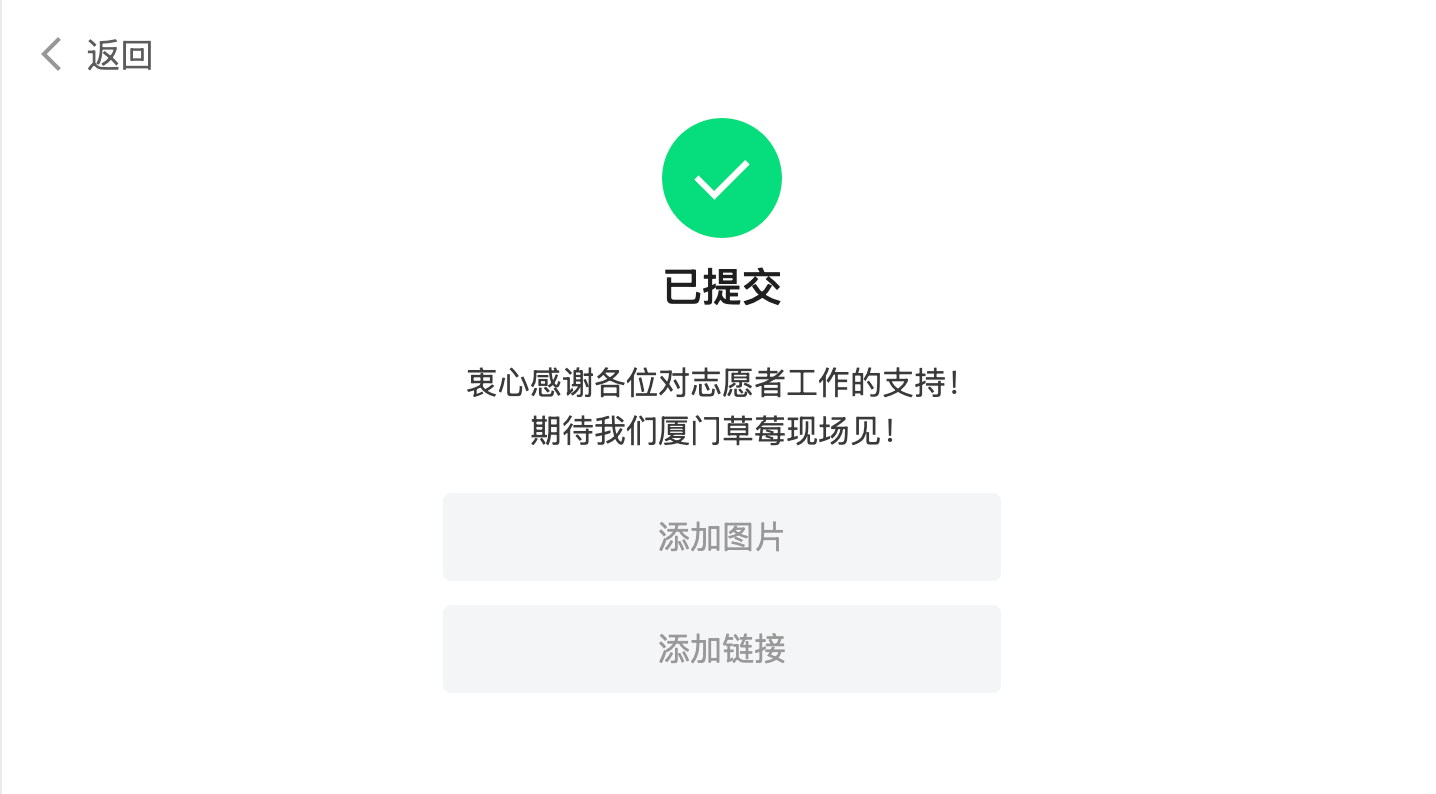 返回
已提交
衷心感谢各位对志愿者工作的支持！
期待我们厦门草莓现场见！
添加图片
添加链接